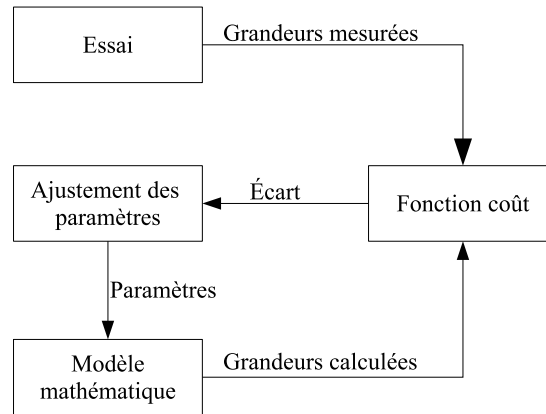 Essai
Grandeurs mesurées
Ajustement des
paramètres
Écart
Fonction coût
Paramètres
Modèle
mathématique
Grandeurs calculées